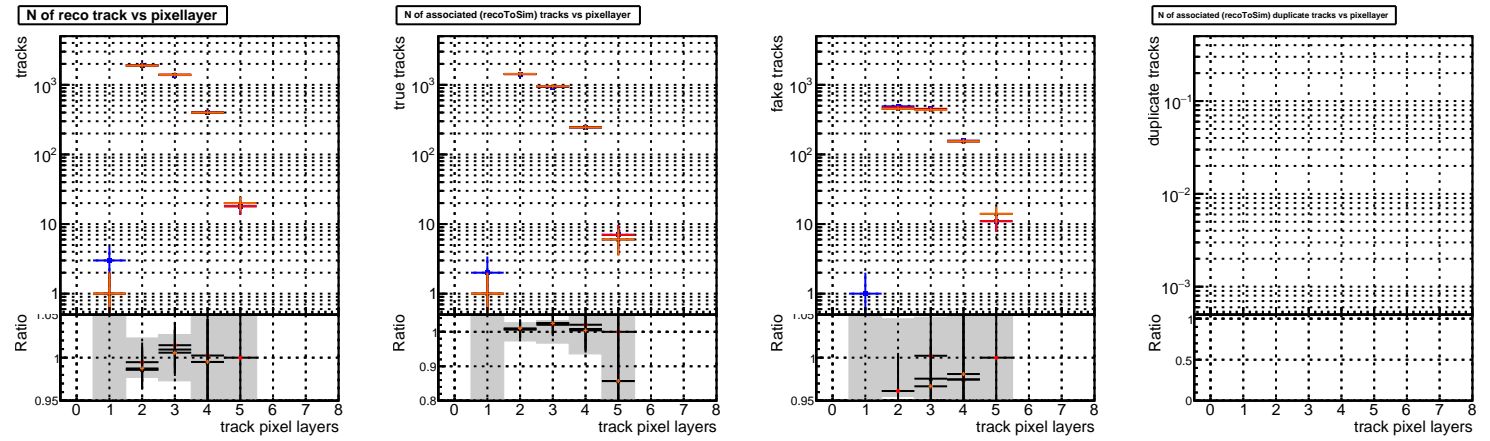 N of reco track vs pixellayer
tracks
10³
10²
10
1
Ratio
1.05
1
0.95
0 1 2 3 4 5 6 7 8
track pixel layers
N of associated (recoToSim) tracks vs pixellayer
true tracks
10³
10²
10
1
Ratio
1
0.9
0.8
0 1 2 3 4 5 6 7 8
track pixel layers
fake tracks
10³
10²
10
1
Ratio
1.05
1
0.95
0 1 2 3 4 5 6 7 8
track pixel layers
N of associated (recoToSim) duplicate tracks vs pixellayer
duplicate tracks
10⁻¹
10⁻²
10⁻³
Ratio
1
0.5
0
0 1 2 3 4 5 6 7 8
track pixel layers